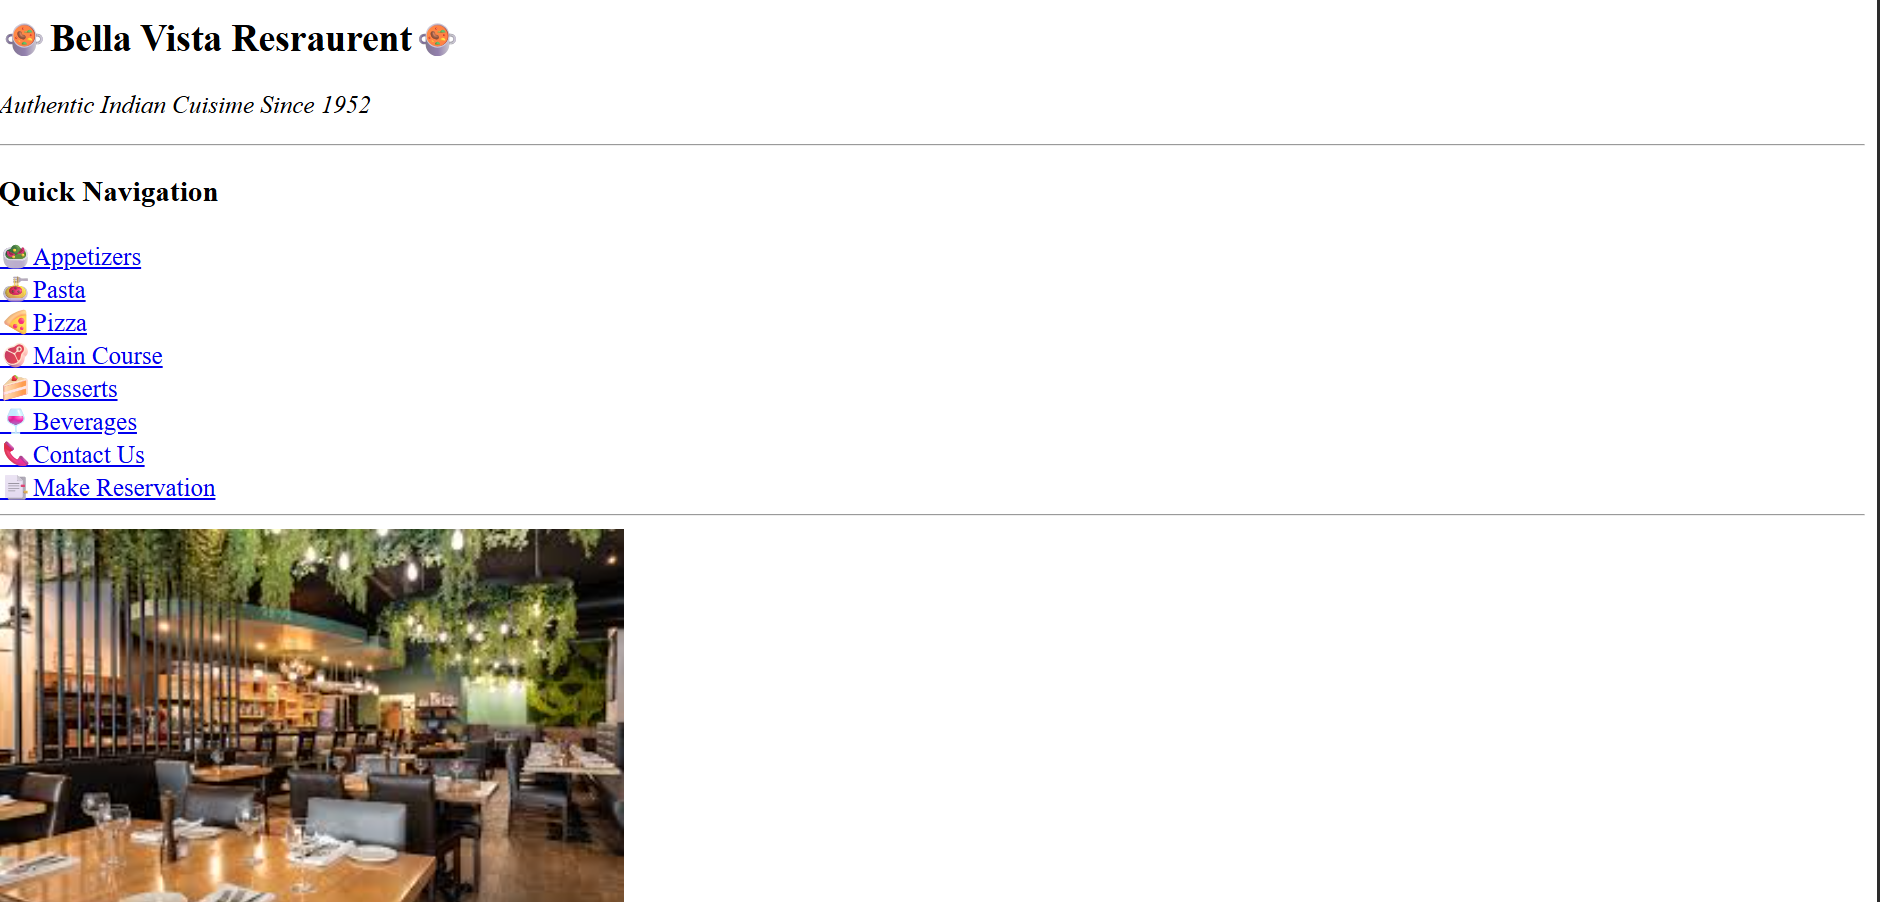 Bella Vista Resraurent
Authentic Indian Cuisime Since 1952
Quick Navigation
Appetizers
Pasta
Pizza
Main Course
Desserts
Beverages
Contact Us
Make Reservation